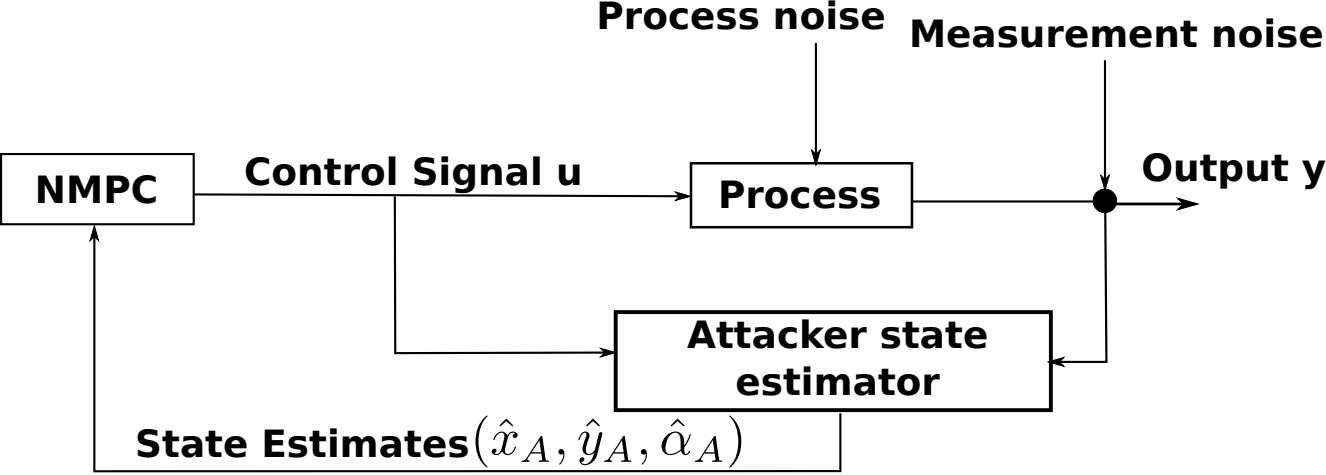 Process noise
Measurement noise
NMPC
Control Signal u
Process
Output y
Attacker state
estimator
State Estimates$(\hat{x}_A, \hat{y}_A, \hat{\alpha}_A)$